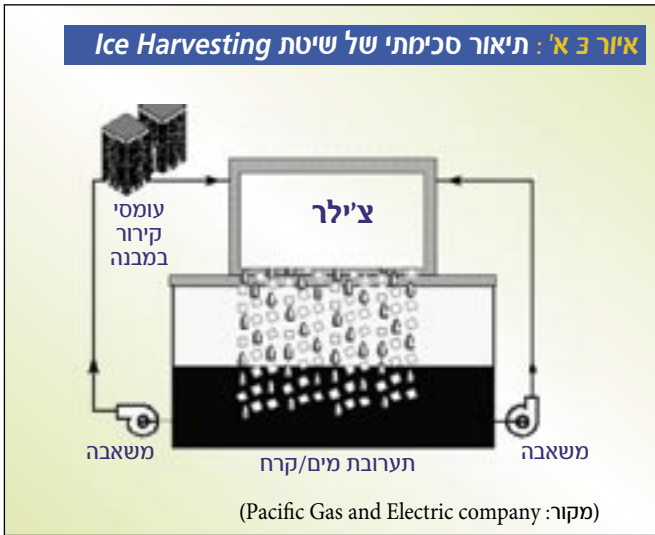 איור 3 א' : תיאור סכימתי של שיטת Ice Harvesting
צ'ילר
עומסי
קירור
במבנה
משאבה
תערובת מים/קרח
משאבה
(מקור: Pacific Gas and Electric company)